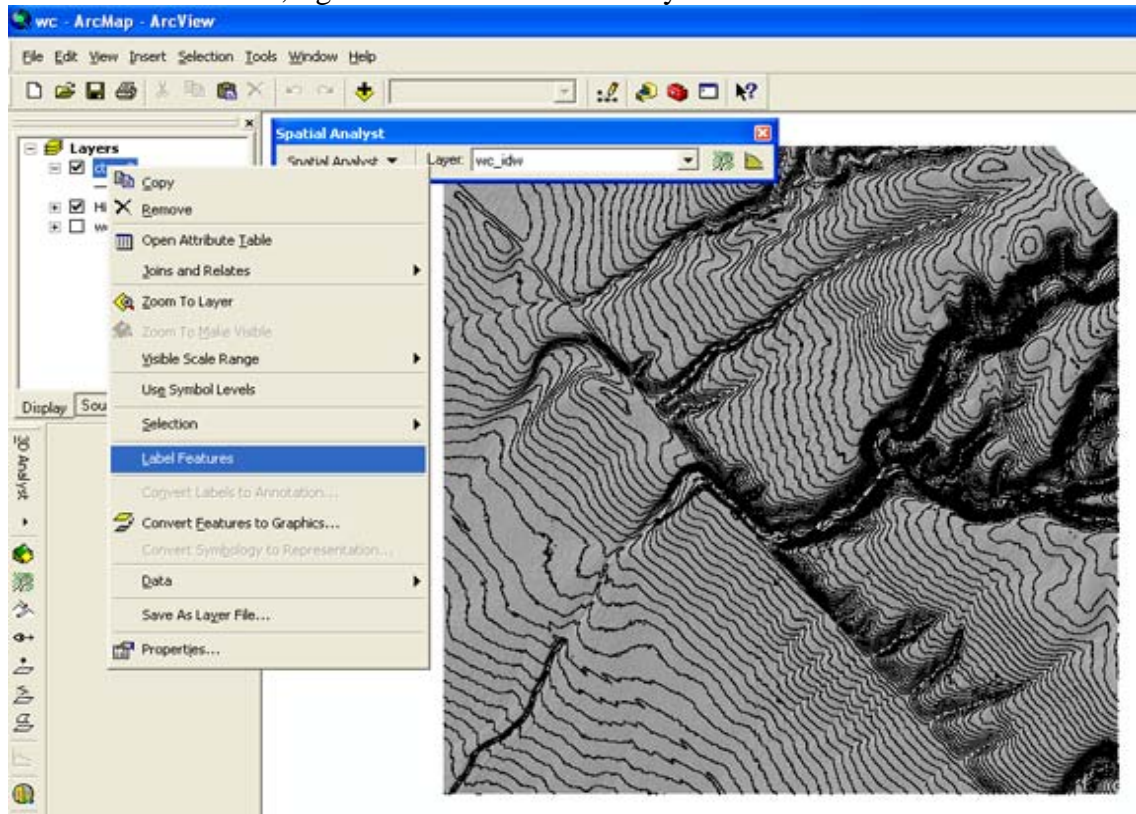 wc - ArcMap - ArcView
File Edit View Insert Selection Tools Window Help
Spatial Analyst
Spatial Analyst Layer: wc_idw
Layers
Copy
Remove
Open Attribute Table
Joins and Relates
Zoom To Layer
Zoom To Make Visible
Visible Scale Range
Use Symbol Levels
Selection
Label Features
Convert Labels to Annotation...
Convert Features to Graphics...
Convert Symbology to Representation...
Data
Save As Layer File...
Properties...
Display Sou
3D Analyst